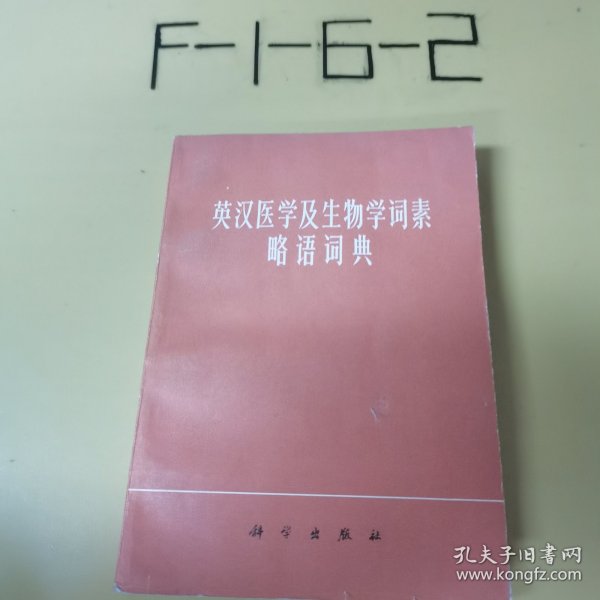 F-1-6-2
英汉医学及生物学词素
略语词典
科学出版社
孔夫子旧书网
www.kongfz.com